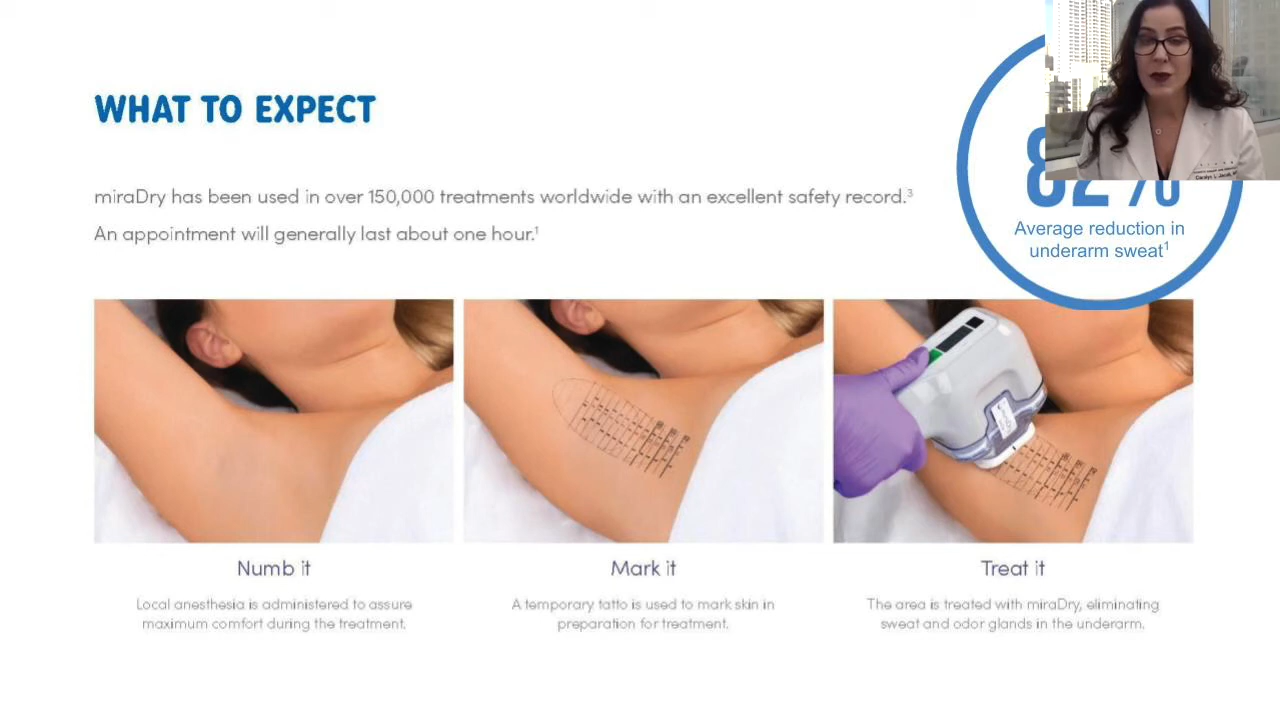 WHAT TO EXPECT
miraDry has been used in over 150,000 treatments worldwide with an excellent safety record.3
An appointment will generally last about one hour.1
82%
Average reduction in
underarm sweat1
Numb it
Local anesthesia is administered to assure
maximum comfort during the treatment.
Mark it
A temporary tatto is used to mark skin in
preparation for treatment.
Treat it
The area is treated with miraDry, eliminating
sweat and odor glands in the underarm.